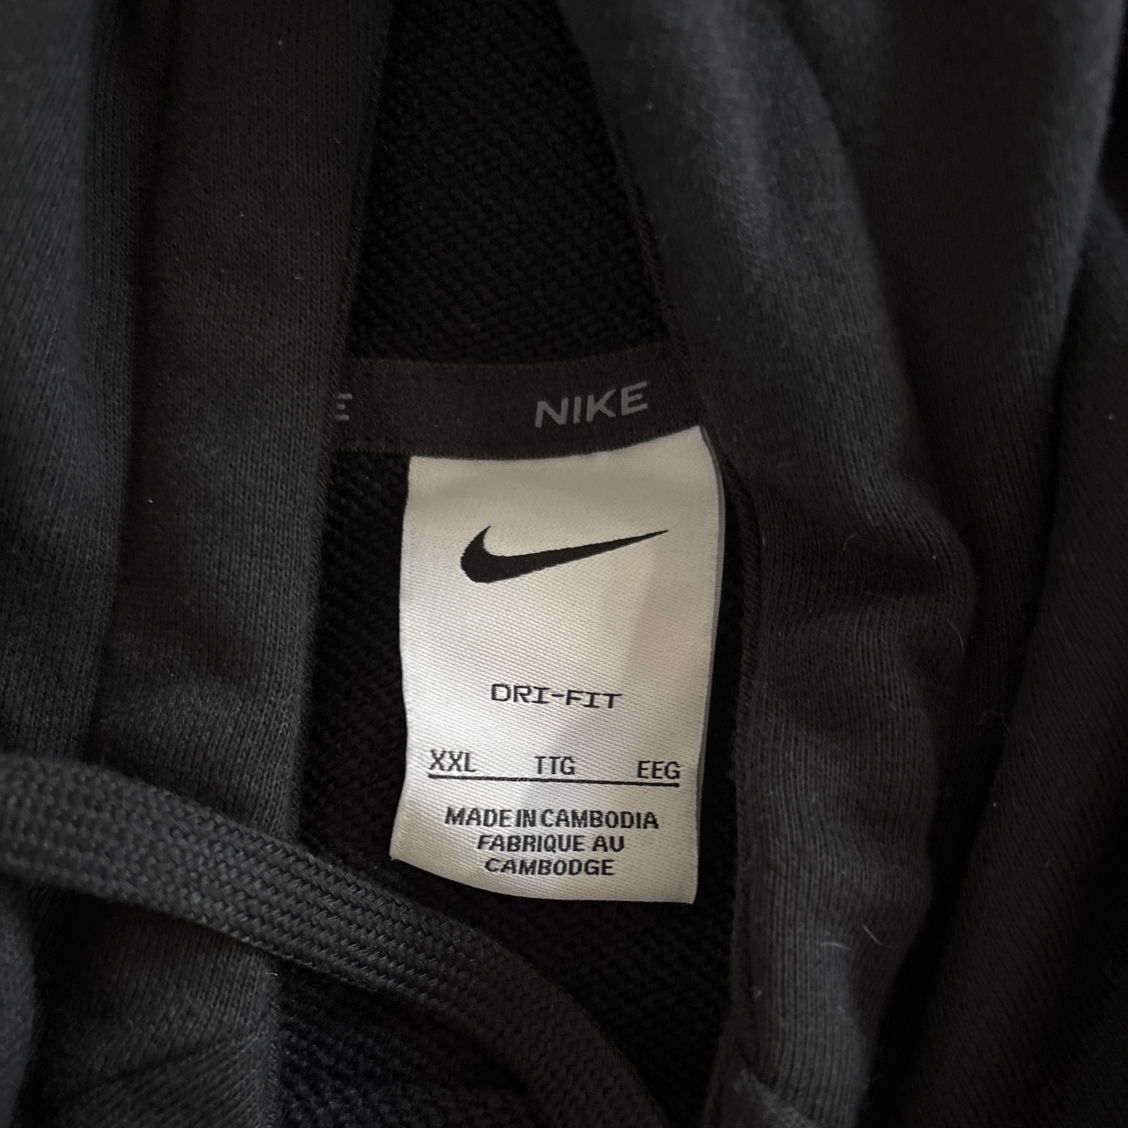 NIKE
DRI-FIT
XXL TTG EEG
MADE IN CAMBODIA
FABRIQUE AU
CAMBODGE